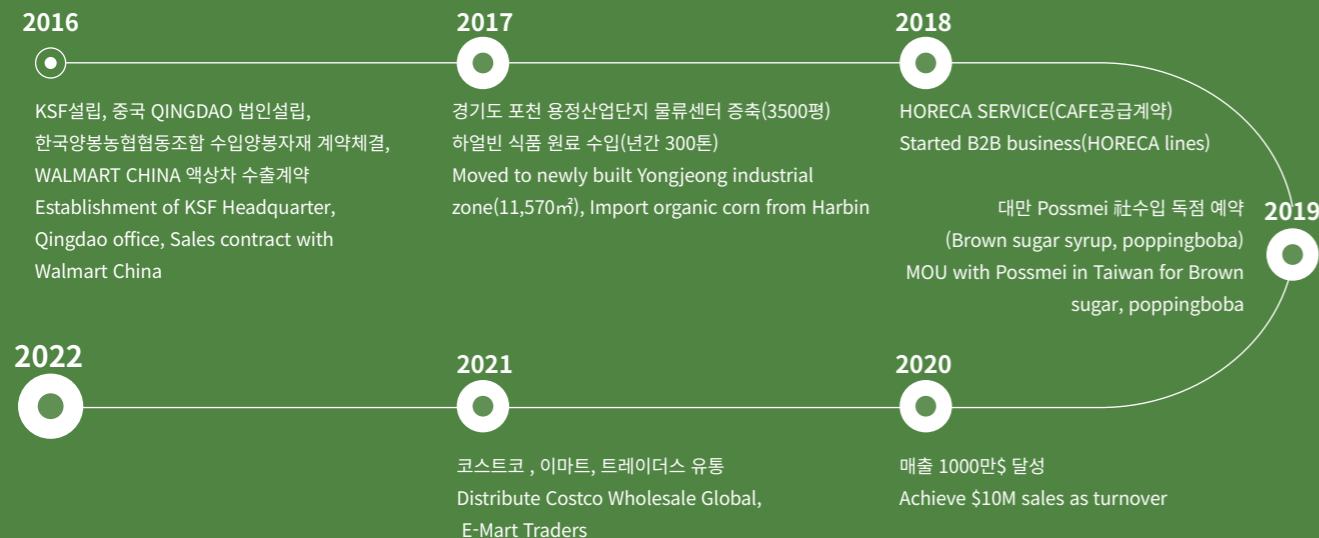 2016
KSF설립, 중국 QINGDAO 법인설립,
한국양봉농협협동조합 수입양봉자재 계약체결,
WALMART CHINA 액상차 수출계약
Establishment of KSF Headquarter,
Qingdao office, Sales contract with
Walmart China
2017
경기도 포천 용정산업단지 물류센터 증축(3500평)
하얼빈 식품 원료 수입(년간 300톤)
Moved to newly built Yongjeong industrial
zone(11,570㎡), Import organic corn from Harbin
2018
HORECA SERVICE(CAFE공급계약)
Started B2B business(HORECA lines)
2019
대만 Possmei 社수입 독점 예약
(Brown sugar syrup, poppingboba)
MOU with Possmei in Taiwan for Brown
sugar, poppingboba
2020
매출 1000만$ 달성
Achieve $10M sales as turnover
2021
코스트코 , 이마트, 트레이더스 유통
Distribute Costco Wholesale Global,
E-Mart Traders
2022